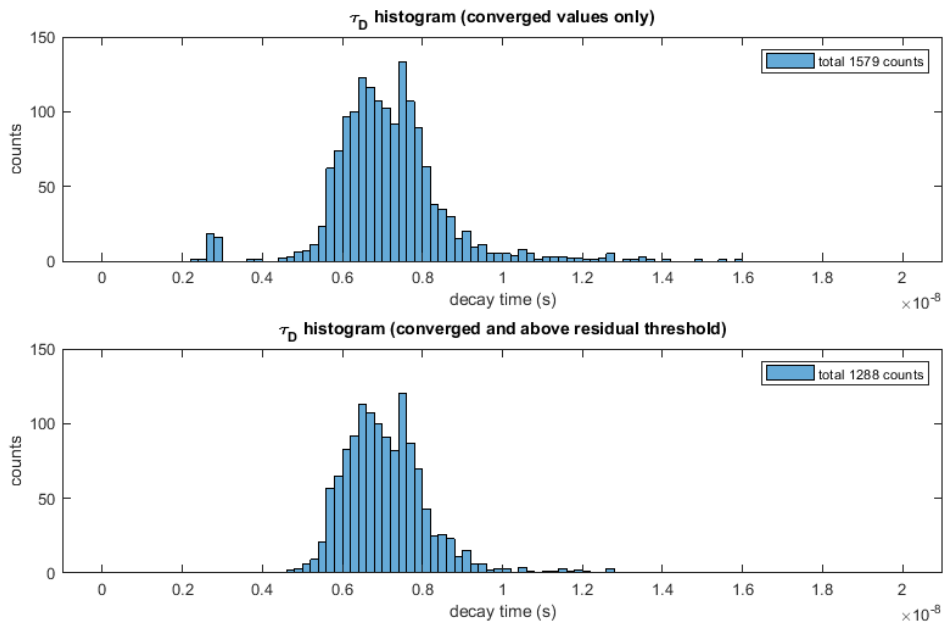 τD histogram (converged values only)
150
100
50
0
counts
total 1579 counts
0 0.2 0.4 0.6 0.8 1 1.2 1.4 1.6 1.8 2
decay time (s)
×10-8
τD histogram (converged and above residual threshold)
150
100
50
0
counts
total 1288 counts
0 0.2 0.4 0.6 0.8 1 1.2 1.4 1.6 1.8 2
decay time (s)
×10-8